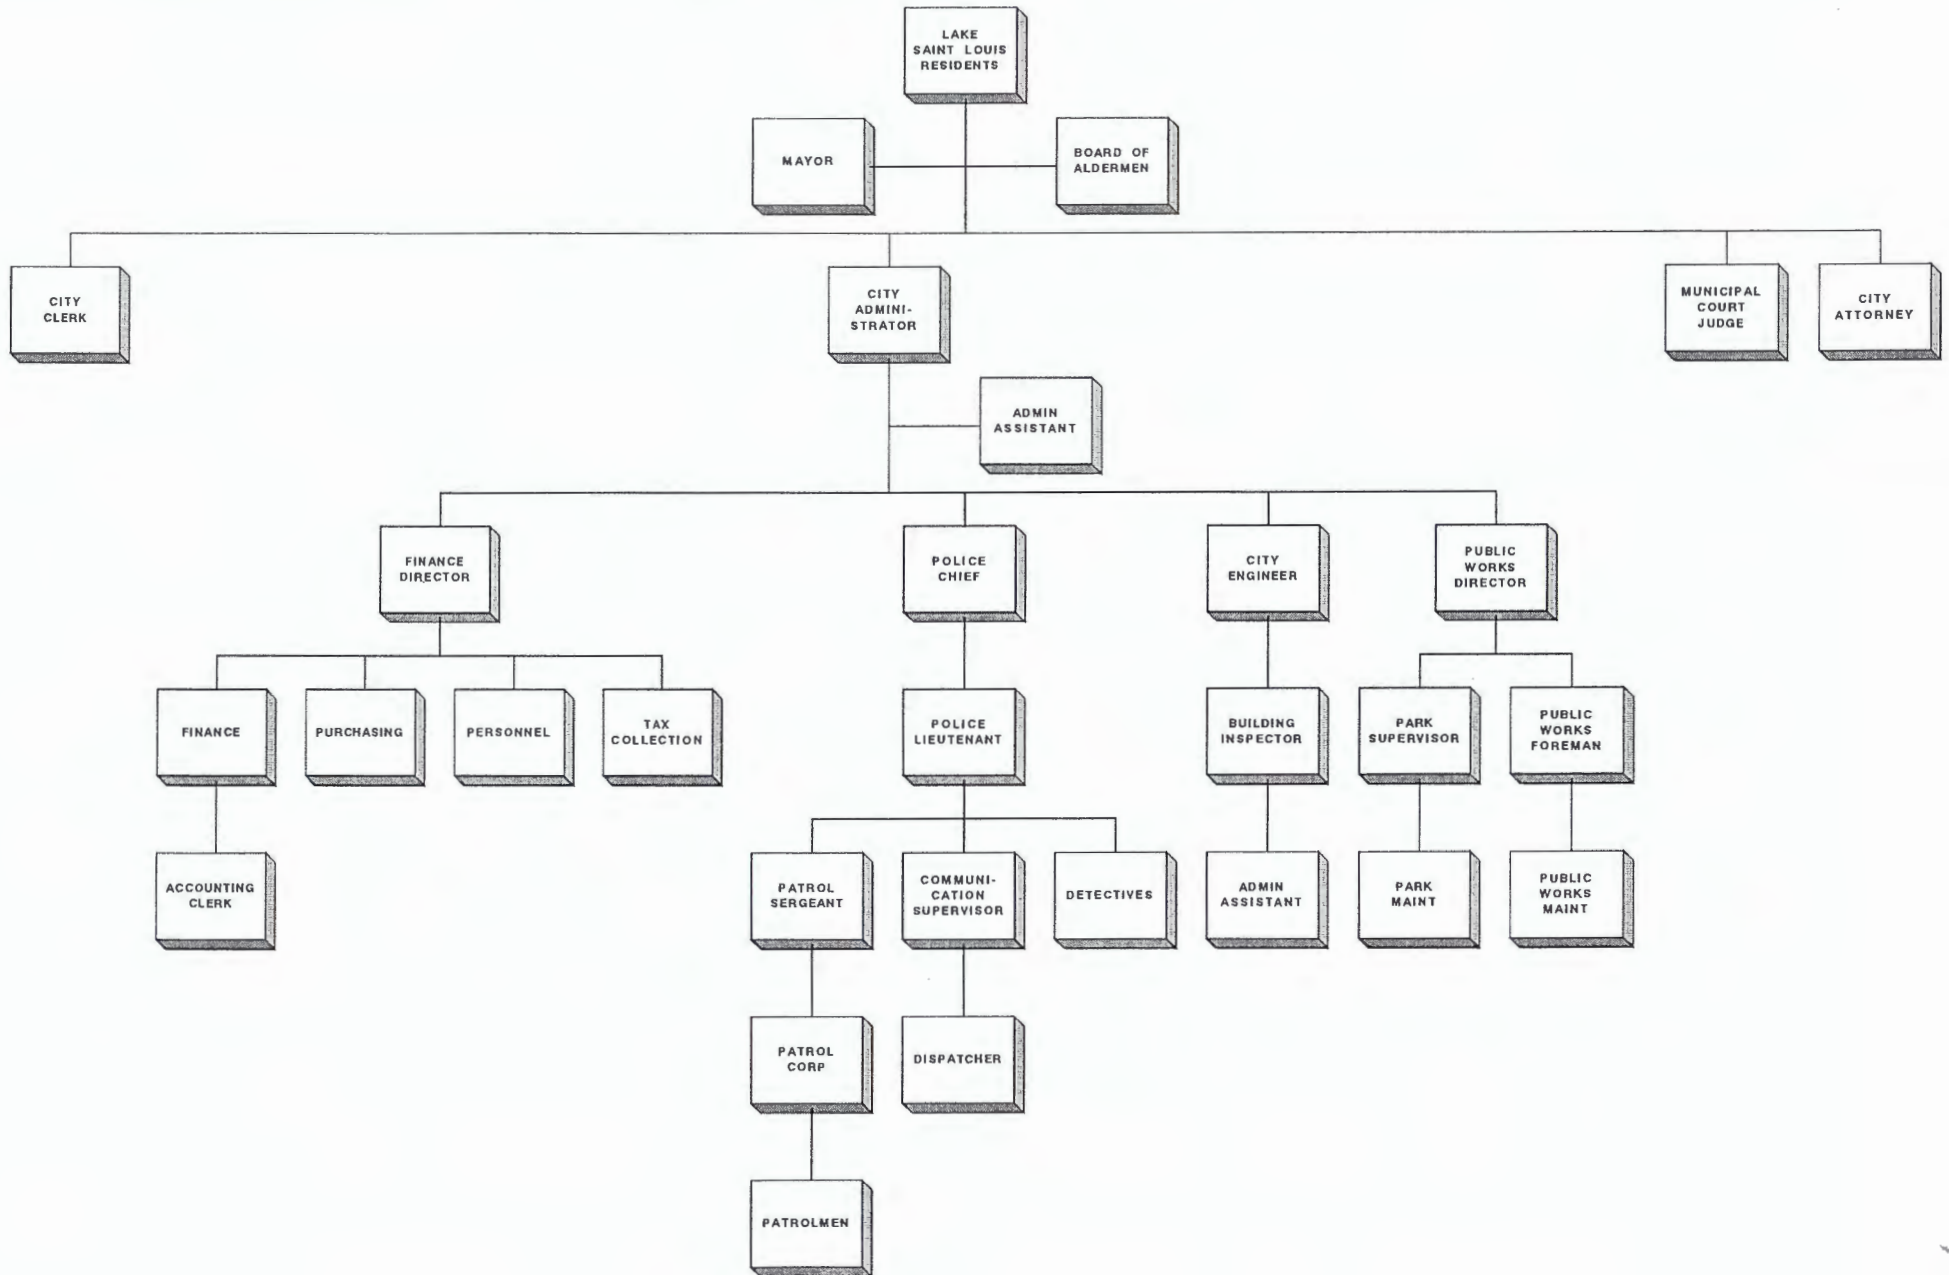 LAKE
SAINT LOUIS
RESIDENTS
MAYOR
BOARD OF
ALDERMEN
CITY
CLERK
CITY
ADMINI-
STRATOR
MUNICIPAL
COURT
JUDGE
CITY
ATTORNEY
ADMIN
ASSISTANT
FINANCE
DIRECTOR
POLICE
CHIEF
CITY
ENGINEER
PUBLIC
WORKS
DIRECTOR
FINANCE
PURCHASING
PERSONNEL
TAX
COLLECTION
POLICE
LIEUTENANT
BUILDING
INSPECTOR
PARK
SUPERVISOR
PUBLIC
WORKS
FOREMAN
ACCOUNTING
CLERK
PATROL
SERGEANT
COMMUNI-
CATION
SUPERVISOR
DETECTIVES
ADMIN
ASSISTANT
PARK
MAINT
PUBLIC
WORKS
MAINT
PATROL
CORP
DISPATCHER
PATROLMEN